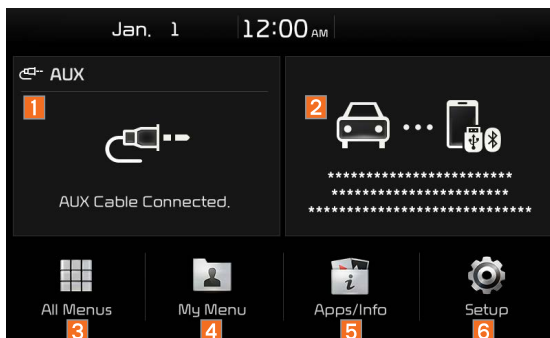 Jan. 1 12:00 AM
AUX
1
2
AUX Cable Connected.
************************
***********************
*****************************
All Menus My Menu Apps/Info Setup
3 4 5 6